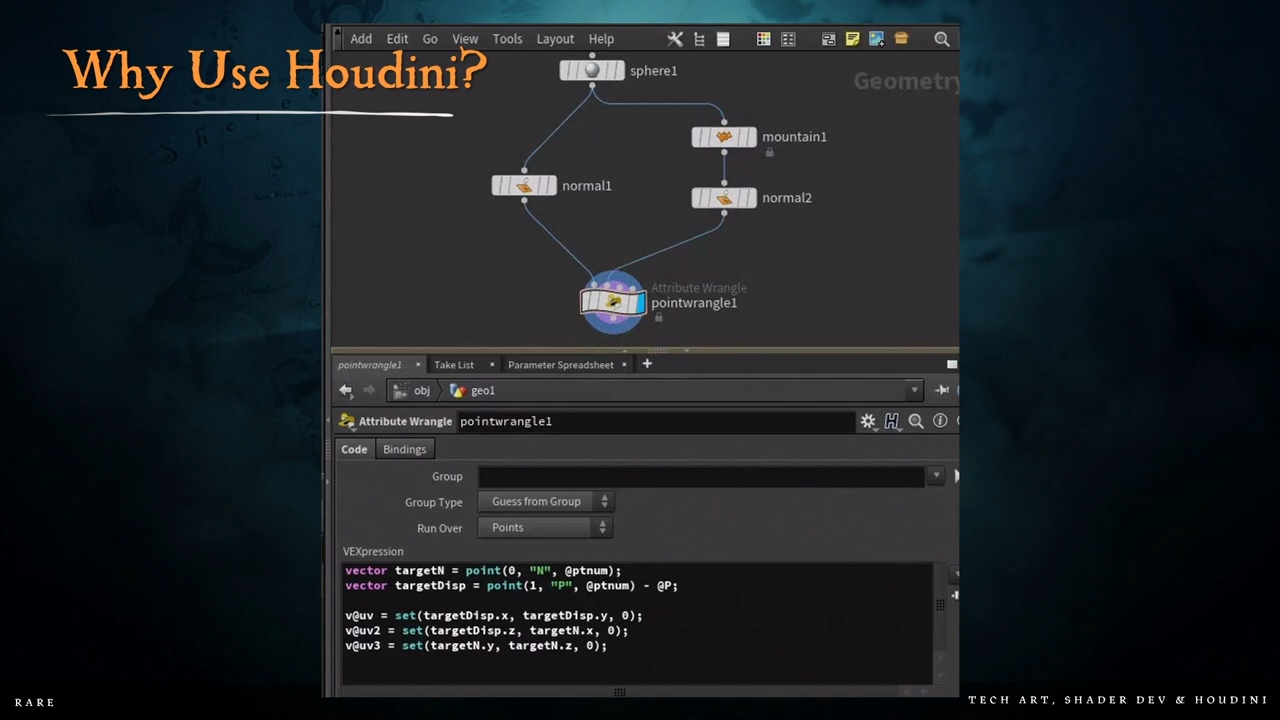 Why Use Houdini?
Add Edit Go View Tools Layout Help
sphere1
Geometry
mountain1
normal1
normal2
Attribute Wrangle
pointwrangle1
pointwrangle1 × Take List × Parameter Spreadsheet × +
obj geo1
Attribute Wrangle pointwrangle1
Code Bindings
Group
Group Type Guess from Group
Run Over Points
VEXpression
vector targetN = point(0, "N", @ptnum);
vector targetDisp = point(1, "P", @ptnum) - @P;
v@uv = set(targetDisp.x, targetDisp.y, 0);
v@uv2 = set(targetDisp.z, targetN.x, 0);
v@uv3 = set(targetN.y, targetN.z, 0);
RARE
TECH ART, SHADER DEV & HOUDINI